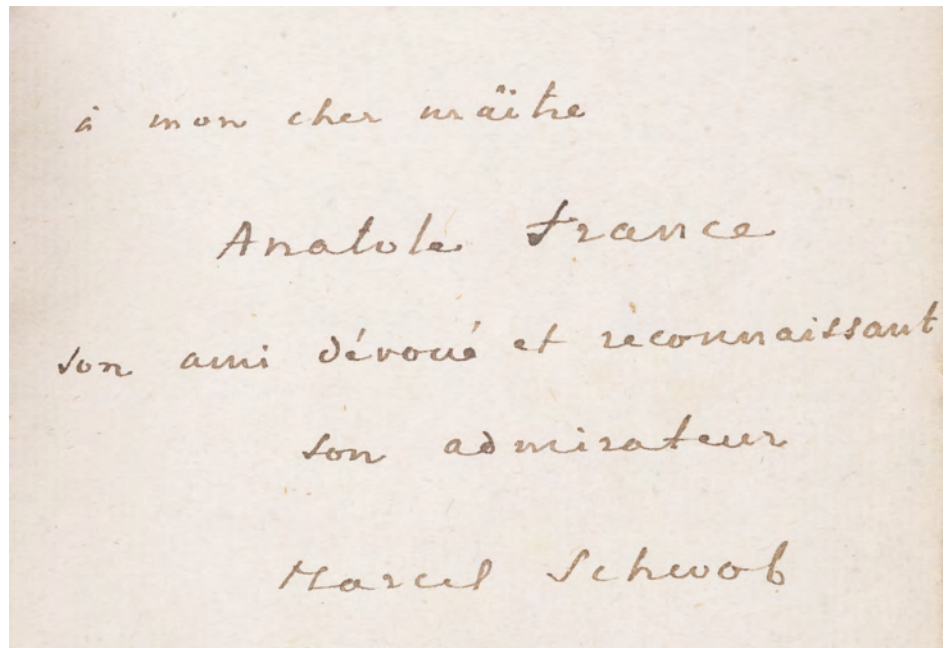 à mon cher maître
Anatole France
son ami dévoué et reconnaissant
son admirateur
Marcel Schwob